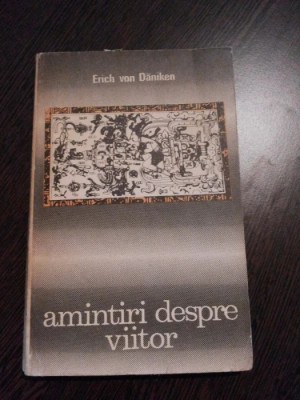 Erich von Däniken
amintiri despre
viitor